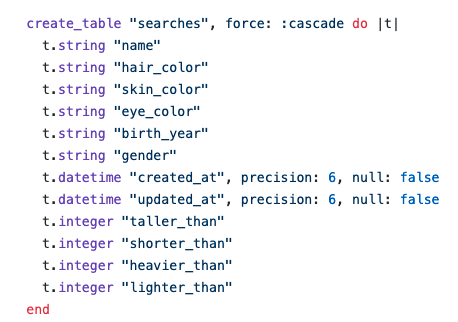 create_table "searches", force: :cascade do |t|
  t.string "name"
  t.string "hair_color"
  t.string "skin_color"
  t.string "eye_color"
  t.string "birth_year"
  t.string "gender"
  t.datetime "created_at", precision: 6, null: false
  t.datetime "updated_at", precision: 6, null: false
  t.integer "taller_than"
  t.integer "shorter_than"
  t.integer "heavier_than"
  t.integer "lighter_than"
end